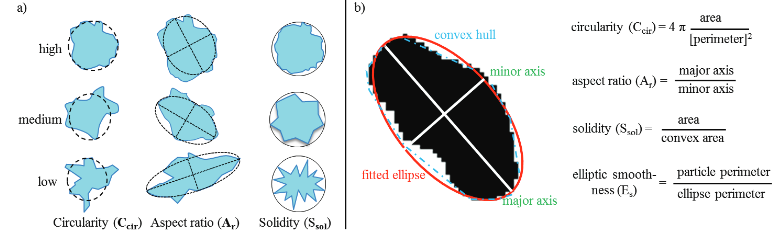 a)
high
medium
low
Circularity (Ccir) Aspect ratio (Ar) Solidity (Ssol)
b)
convex hull
minor axis
fitted ellipse
major axis
circularity (Ccir) = 4 π area / [perimeter]2
aspect ratio (Ar) = major axis / minor axis
solidity (Ssol) = area / convex area
elliptic smooth-
ness (Es) = particle perimeter / ellipse perimeter